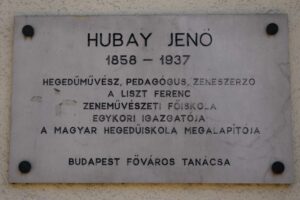 HUBAY JENŐ
1858 - 1937
HEGEDŰMŰVÉSZ, PEDAGÓGUS, ZENESZERZŐ
A LISZT FERENC
ZENEMŰVÉSZETI FŐISKOLA
EGYKORI IGAZGATÓJA
A MAGYAR HEGEDŰISKOLA MEGALAPÍTÓJA
BUDAPEST FŐVÁROS TANÁCSA